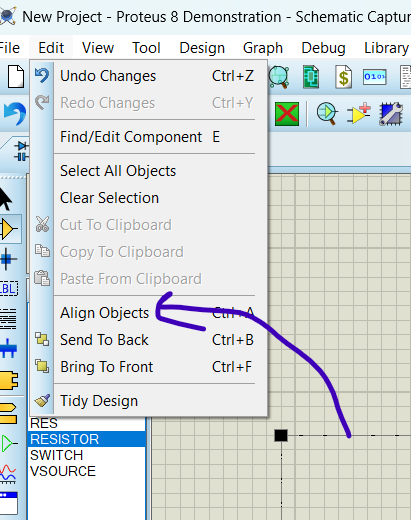 New Project - Proteus 8 Demonstration - Schematic Captur
File Edit View Tool Design Graph Debug Library
$
Undo Changes Ctrl+Z
Redo Changes Ctrl+Y
Find/Edit Component E
Select All Objects
Clear Selection
Cut To Clipboard
Copy To Clipboard
Paste From Clipboard
LBL
Align Objects Ctrl+A
Send To Back Ctrl+B
Bring To Front Ctrl+F
Tidy Design
RES
RESISTOR
SWITCH
VSOURCE